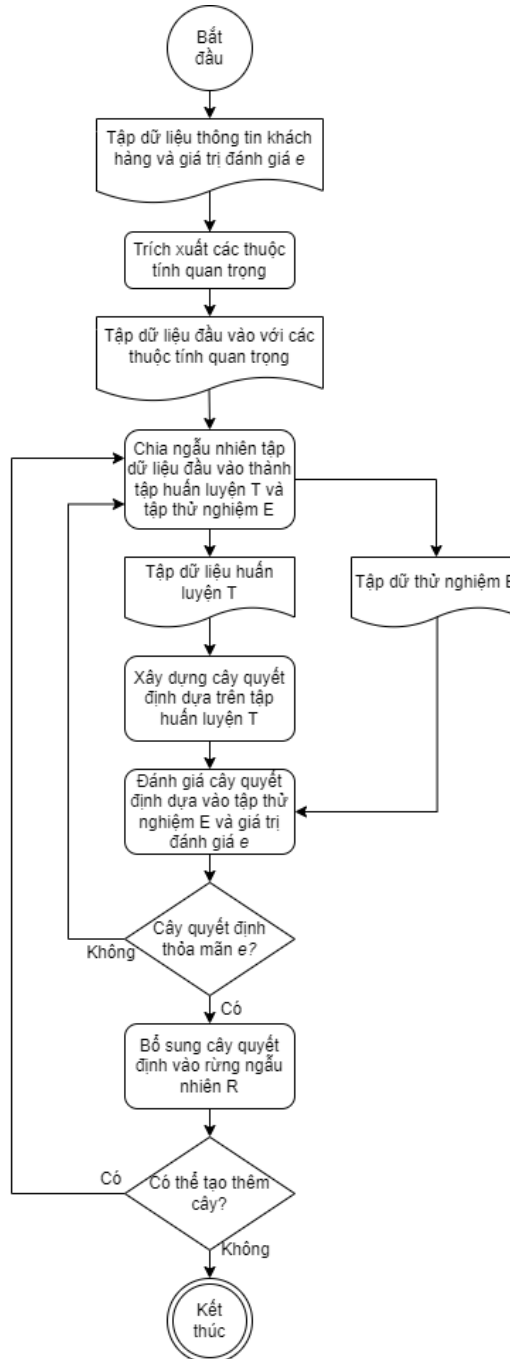 Bắt
đầu
Tập dữ liệu thông tin khách
hàng và giá trị đánh giá e
Trích xuất các thuộc
tính quan trọng
Tập dữ liệu đầu vào với các
thuộc tính quan trọng
Chia ngẫu nhiên tập
dữ liệu đầu vào thành
tập huấn luyện T và
tập thử nghiệm E
Tập dữ liệu huấn
luyện T
Tập dữ thử nghiệm E
Xây dựng cây quyết
định dựa trên tập
huấn luyện T
Đánh giá cây quyết
định dựa vào tập thử
nghiệm E và giá trị
đánh giá e
Cây quyết định
thỏa mãn e?
Không
Có
Bổ sung cây quyết
định vào rừng ngẫu
nhiên R
Có
Có thể tạo thêm
cây?
Không
Kết
thúc